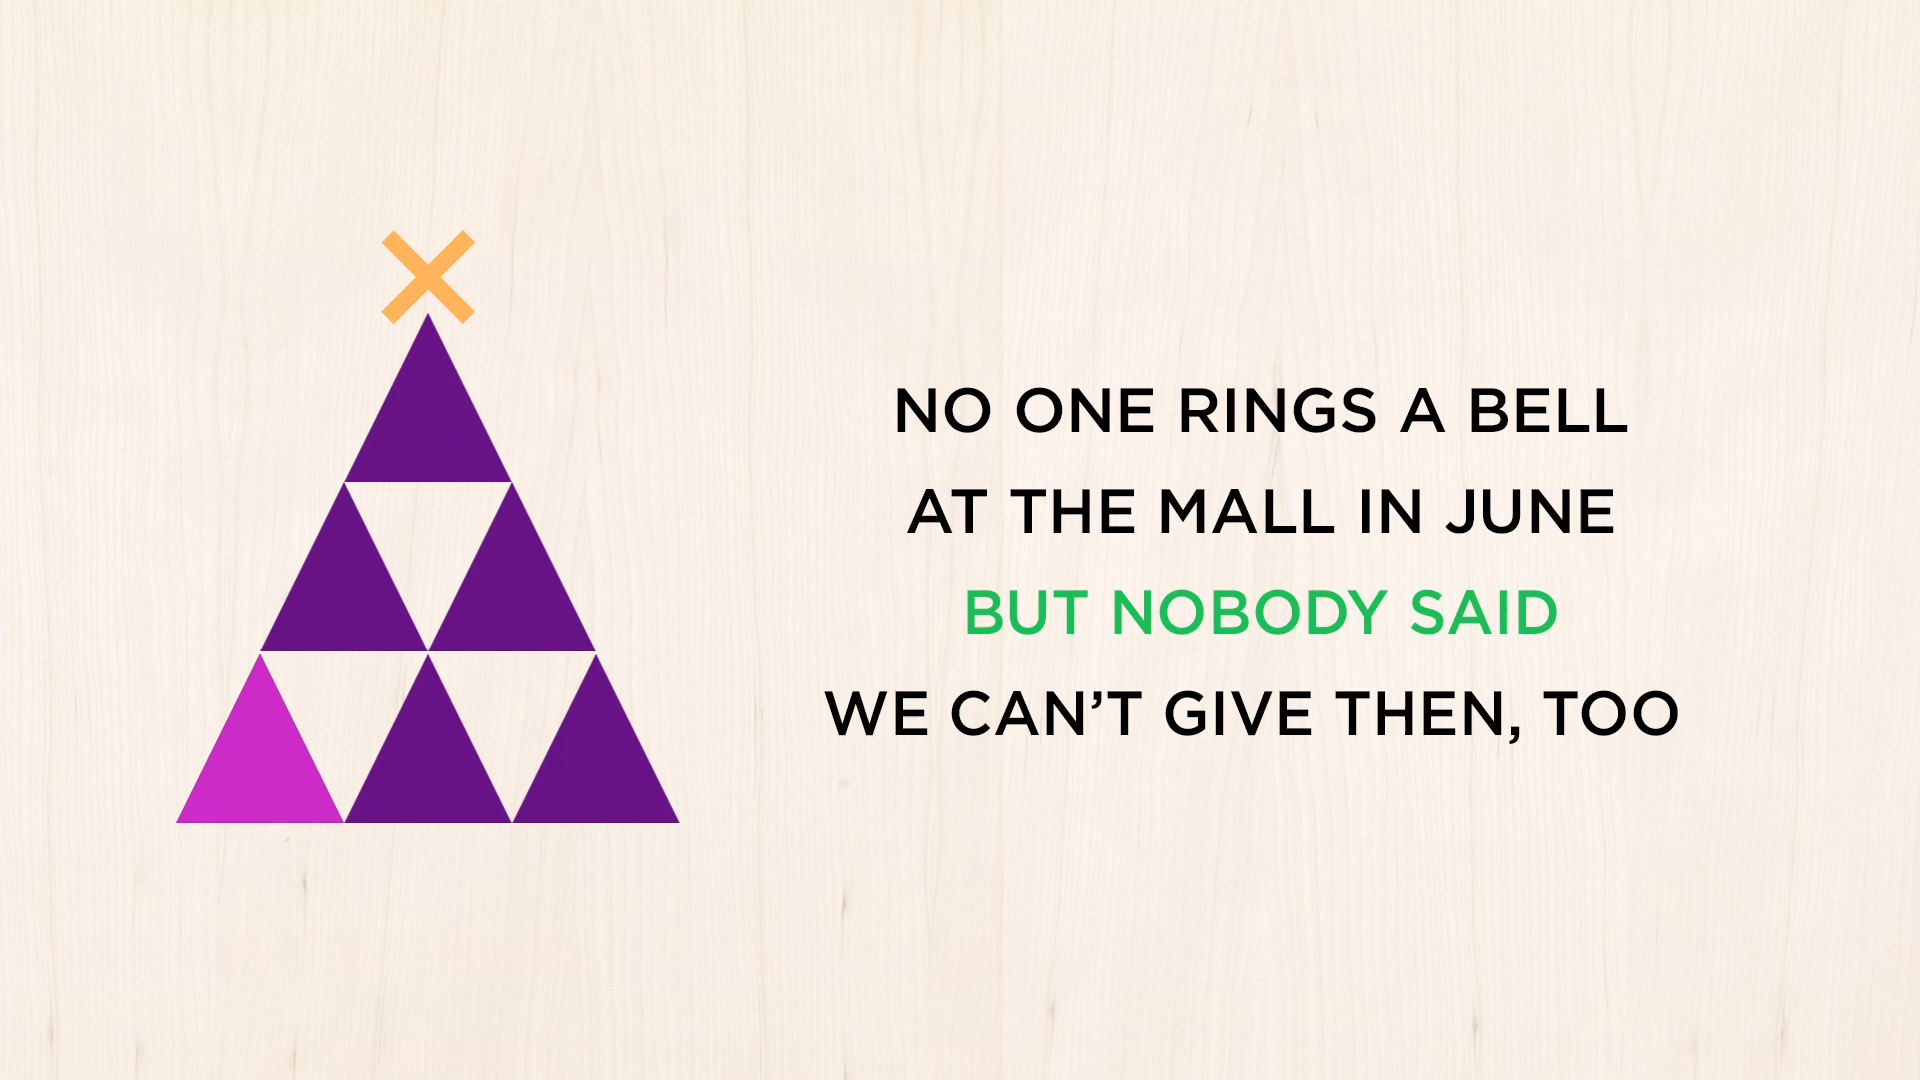 NO ONE RINGS A BELL
AT THE MALL IN JUNE
BUT NOBODY SAID
WE CAN’T GIVE THEN, TOO